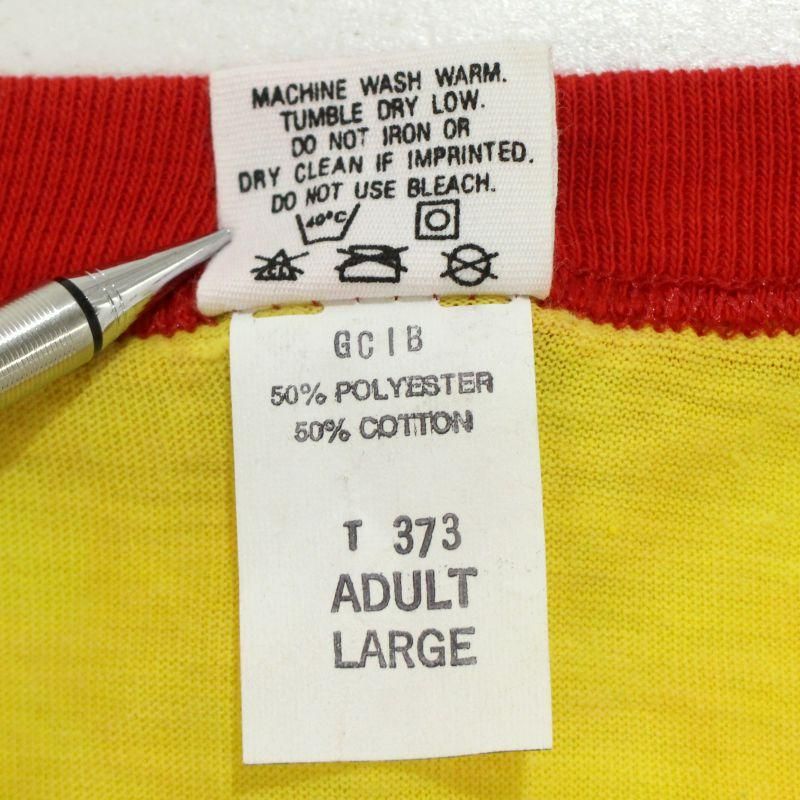 MACHINE WASH WARM.
TUMBLE DRY LOW.
DO NOT IRON OR
DRY CLEAN IF IMPRINTED.
DO NOT USE BLEACH.
40°C
CL
GCIB
50% POLYESTER
50% COTTON
T 373
ADULT
LARGE